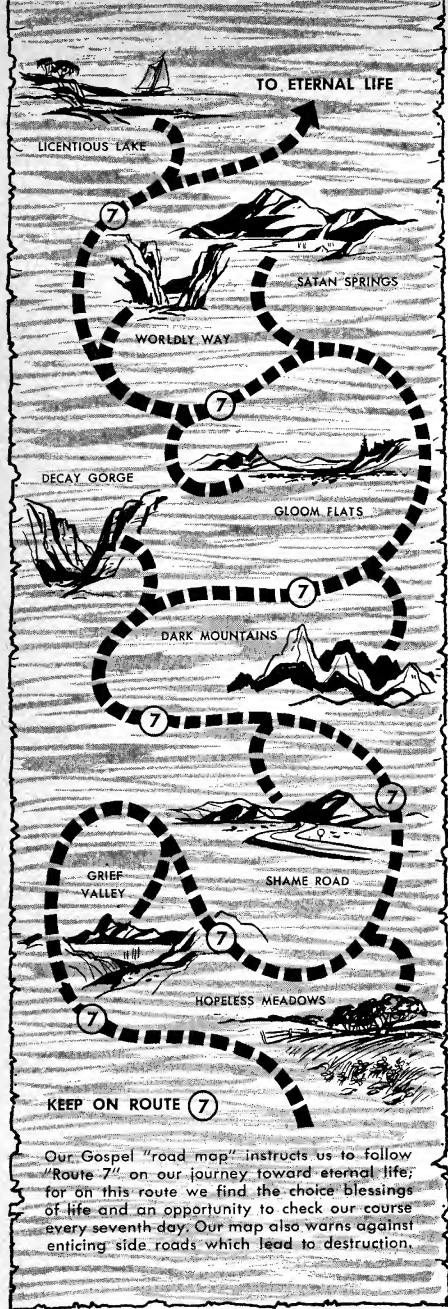 TO ETERNAL LIFE
LICENTIOUS LAKE
7
SATAN SPRINGS
WORLDLY WAY
7
DECAY GORGE
GLOOM FLATS
7
DARK MOUNTAINS
7
7
GRIEF
VALLEY
SHAME ROAD
7
HOPELESS MEADOWS
7
KEEP ON ROUTE 7
Our Gospel "road map" instructs us to follow
"Route 7" on our journey toward eternal life;
for on this route we find the choice blessings
of life and an opportunity to check our course
every seventh day. Our map also warns against
enticing side roads which lead to destruction.